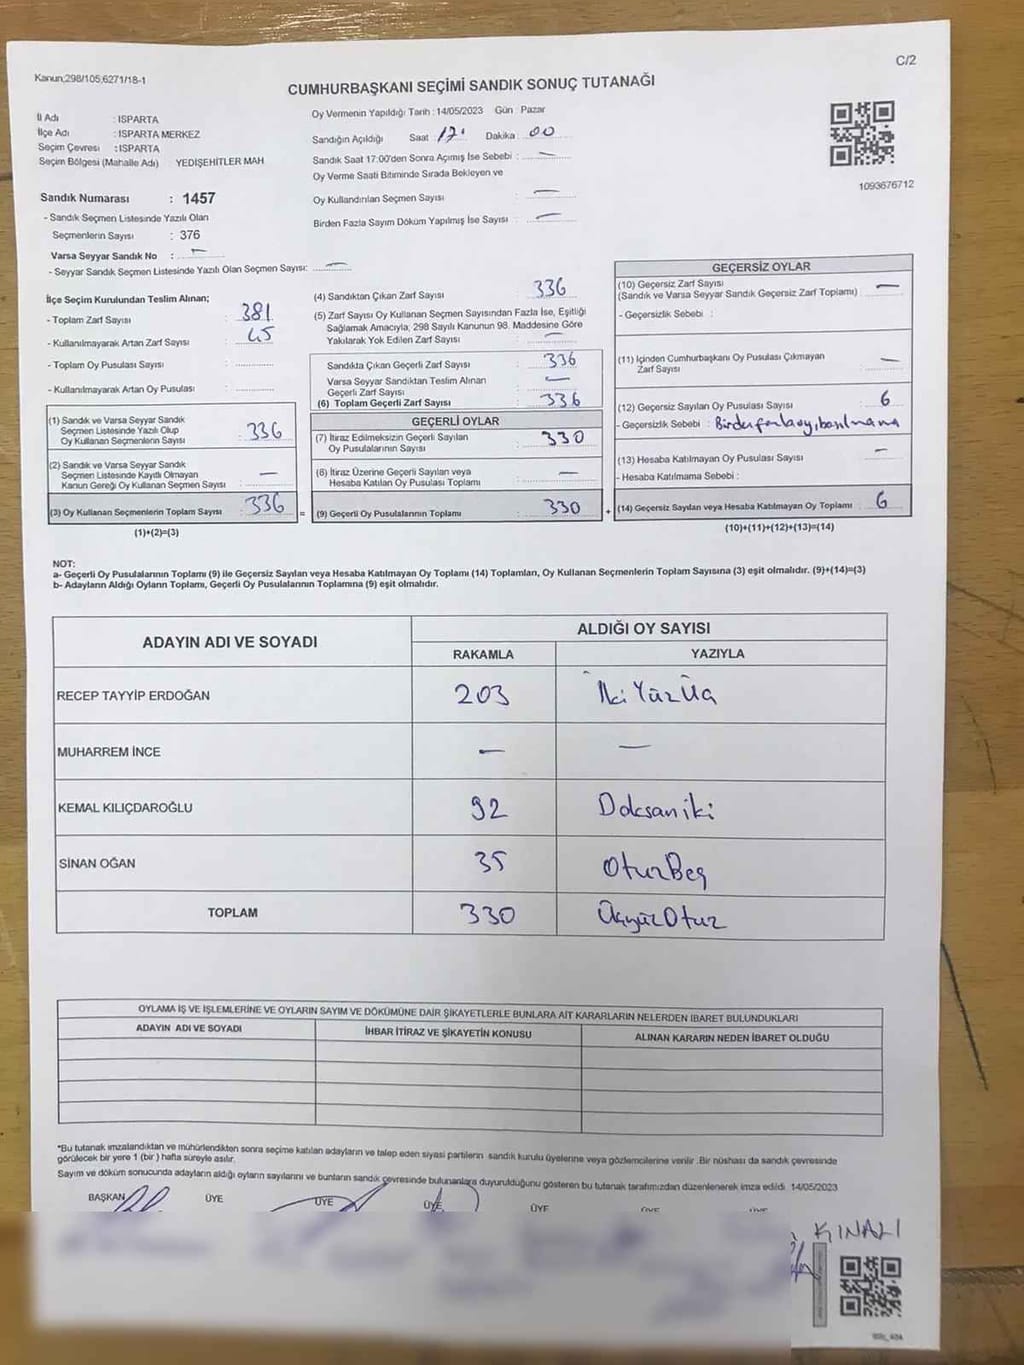 Kanun;298/105;6271/18-1
C/2
CUMHURBAŞKANI SEÇİMİ SANDIK SONUÇ TUTANAĞI
İl Adı : ISPARTA
İlçe Adı : ISPARTA MERKEZ
Seçim Çevresi : ISPARTA
Seçim Bölgesi (Mahalle Adı) YEDİŞEHİTLER MAH
Oy Vermenin Yapıldığı Tarih : 14/05/2023 Gün : Pazar
Sandığın Açıldığı Saat : 17. Dakika : 00
Sandık Saat 17:00'den Sonra Açımış İse Sebebi : —
Oy Verme Saati Bitiminde Sırada Bekleyen ve
Oy Kullandırılan Seçmen Sayısı : —
Birden Fazla Sayım Döküm Yapılmış İse Sayısı : —
1093676712
Sandık Numarası : 1457
- Sandık Seçmen Listesinde Yazılı Olan
Seçmenlerin Sayısı : 376
Varsa Seyyar Sandık No : —
- Seyyar Sandık Seçmen Listesinde Yazılı Olan Seçmen Sayısı: —
İlçe Seçim Kurulundan Teslim Alınan;
- Toplam Zarf Sayısı : 381
- Kullanılmayarak Artan Zarf Sayısı : 45
- Toplam Oy Pusulası Sayısı :
- Kullanılmayarak Artan Oy Pusulası :
(1) Sandık ve Varsa Seyyar Sandık
Seçmen Listesinde Yazılı Olup
Oy Kullanan Seçmenlerin Sayısı : 336
(2) Sandık ve Varsa Seyyar Sandık
Seçmen Listesinde Kayıtlı Olmayan
Kanun Gereği Oy Kullanan Seçmen Sayısı : —
(3) Oy Kullanan Seçmenlerin Toplam Sayısı : 336
(1)+(2)=(3)
(4) Sandıktan Çıkan Zarf Sayısı : 336
(5) Zarf Sayısı Oy Kullanan Seçmen Sayısından Fazla İse, Eşitliği
Sağlamak Amacıyla, 298 Sayılı Kanunun 98. Maddesine Göre
Yakılarak Yok Edilen Zarf Sayısı : —
Sandıkta Çıkan Geçerli Zarf Sayısı : 336
Varsa Seyyar Sandıktan Teslim Alınan
Geçerli Zarf Sayısı : —
(6) Toplam Geçerli Zarf Sayısı : 336
GEÇERLİ OYLAR
(7) İtiraz Edilmeksizin Geçerli Sayılan
Oy Pusulalarının Sayısı : 330
(8) İtiraz Üzerine Geçerli Sayılan veya
Hesaba Katılan Oy Pusulası Toplamı : —
= (9) Geçerli Oy Pusulalarının Toplamı : 330
GEÇERSİZ OYLAR
(10) Geçersiz Zarf Sayısı
(Sandık ve Varsa Seyyar Sandık Geçersiz Zarf Toplamı) : —
- Geçersizlik Sebebi :
(11) İçinden Cumhurbaşkanı Oy Pusulası Çıkmayan
Zarf Sayısı : —
(12) Geçersiz Sayılan Oy Pusulası Sayısı : 6
- Geçersizlik Sebebi : Birden fazla oy, basılmama
(13) Hesaba Katılmayan Oy Pusulası Sayısı : —
- Hesaba Katılmama Sebebi :
+ (14) Geçersiz Sayılan veya Hesaba Katılmayan Oy Toplamı : 6
(10)+(11)+(12)+(13)=(14)
NOT:
a- Geçerli Oy Pusulalarının Toplamı (9) ile Geçersiz Sayılan veya Hesaba Katılmayan Oy Toplamı (14) Toplamları, Oy Kullanan Seçmenlerin Toplam Sayısına (3) eşit olmalıdır. (9)+(14)=(3)
b- Adayların Aldığı Oyların Toplamı, Geçerli Oy Pusulalarının Toplamına (9) eşit olmalıdır.
ADAYIN ADI VE SOYADI ALDIĞI OY SAYISI
RAKAMLA YAZIYLA
RECEP TAYYİP ERDOĞAN 203 İki Yüz Üç
MUHARREM İNCE — —
KEMAL KILIÇDAROĞLU 92 Doksan iki
SİNAN OĞAN 35 Otuz Beş
TOPLAM 330 Üçyüz Otuz
OYLAMA İŞ VE İŞLEMLERİNE VE OYLARIN SAYIM VE DÖKÜMÜNE DAİR ŞİKAYETLERLE BUNLARA AİT KARARLARIN NELERDEN İBARET BULUNDUKLARI
ADAYIN ADI VE SOYADI İHBAR İTİRAZ VE ŞİKAYETİN KONUSU ALINAN KARARIN NEDEN İBARET OLDUĞU
*Bu tutanak imzalandıktan ve mühürlendikten sonra seçime katılan adayların ve talep eden siyasi partilerin sandık kurulu üyelerine veya gözlemcilerine verilir. Bir nüshası da sandık çevresinde
görülecek bir yere 1 (bir) hafta süreyle asılır.
Sayım ve döküm sonucunda adayların aldığı oyların sayılarını ve bunların sandık çevresinde bulunanlara duyurulduğunu gösteren bu tutanak tarafımızdan düzenlenerek imza edildi. 14/05/2023
BAŞKAN ÜYE ÜYE ÜYE ÜYE ÜYE ÜYE
KINALI